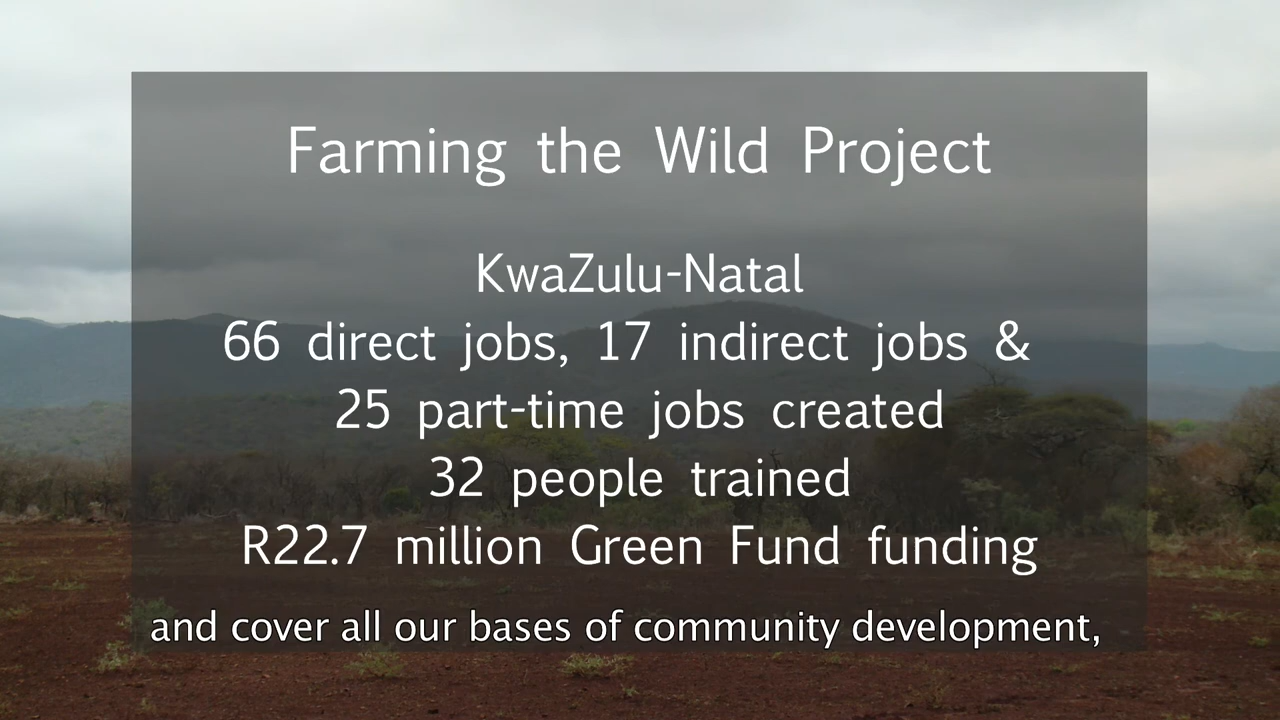 Farming the Wild Project
KwaZulu-Natal
66 direct jobs, 17 indirect jobs &
25 part-time jobs created
32 people trained
R22.7 million Green Fund funding
and cover all our bases of community development,